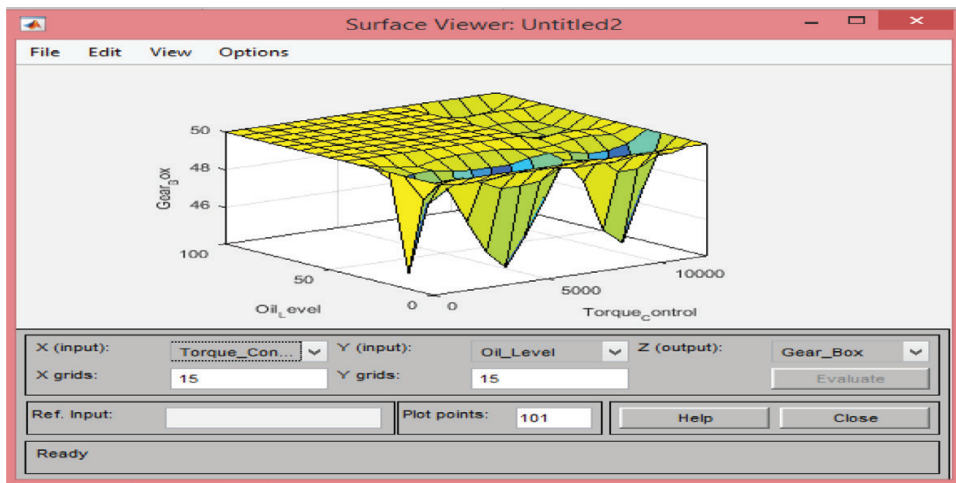 Surface Viewer: Untitled2
File Edit View Options
50
48
46
Gear_Box
100
50
0
Oil_Level
0
5000
10000
Torque_Control
X (input): Torque_Con... Y (input): Oil_Level Z (output): Gear_Box
X grids: 15 Y grids: 15 Evaluate
Ref. Input: Plot points: 101 Help Close
Ready